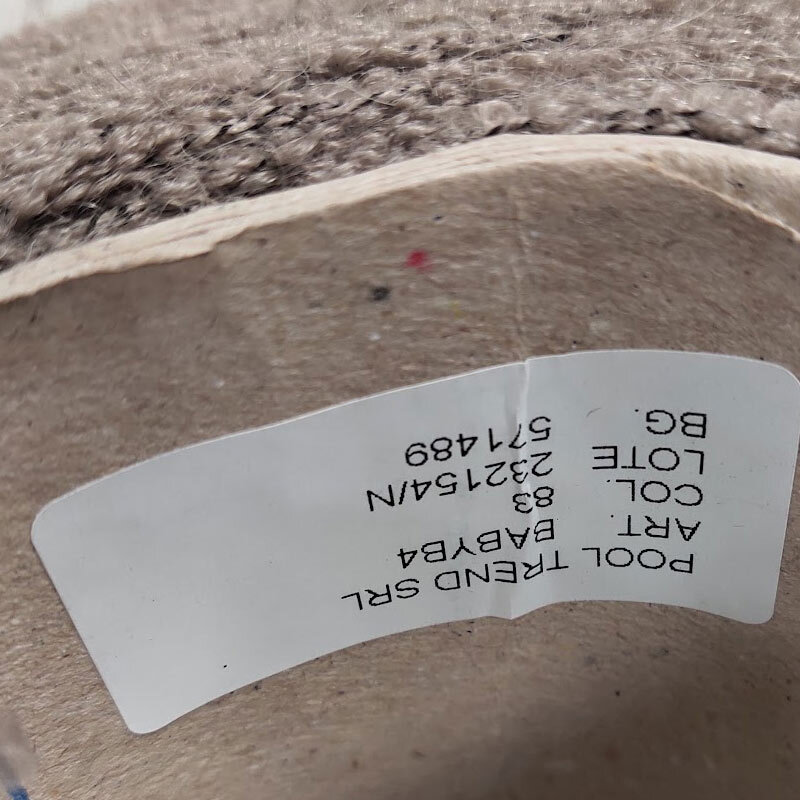 POOL TREND SRL
ART. BABYB4
COL. 83
LOTE 232154/N
BG. 571489